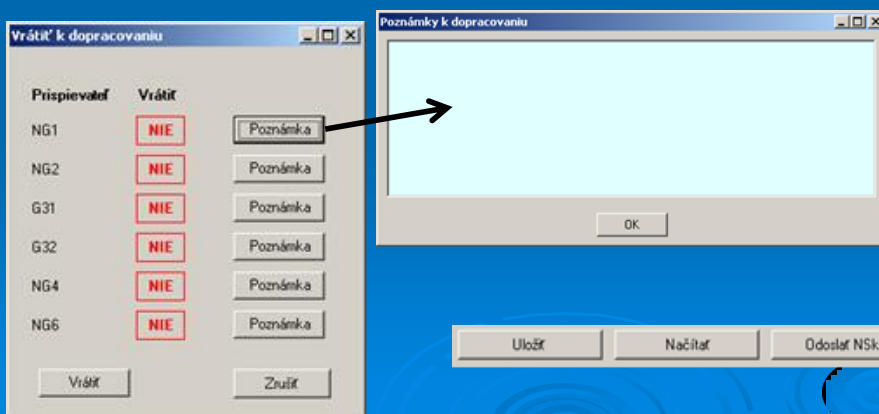 Vrátiť k dopracovaniu
Prispievateľ Vrátiť
NG1 NIE Poznámka
NG2 NIE Poznámka
G31 NIE Poznámka
G32 NIE Poznámka
NG4 NIE Poznámka
NG6 NIE Poznámka
Vrátiť Zrušiť
Poznámky k dopracovaniu
OK
Uložiť Načítať Odoslať NSk